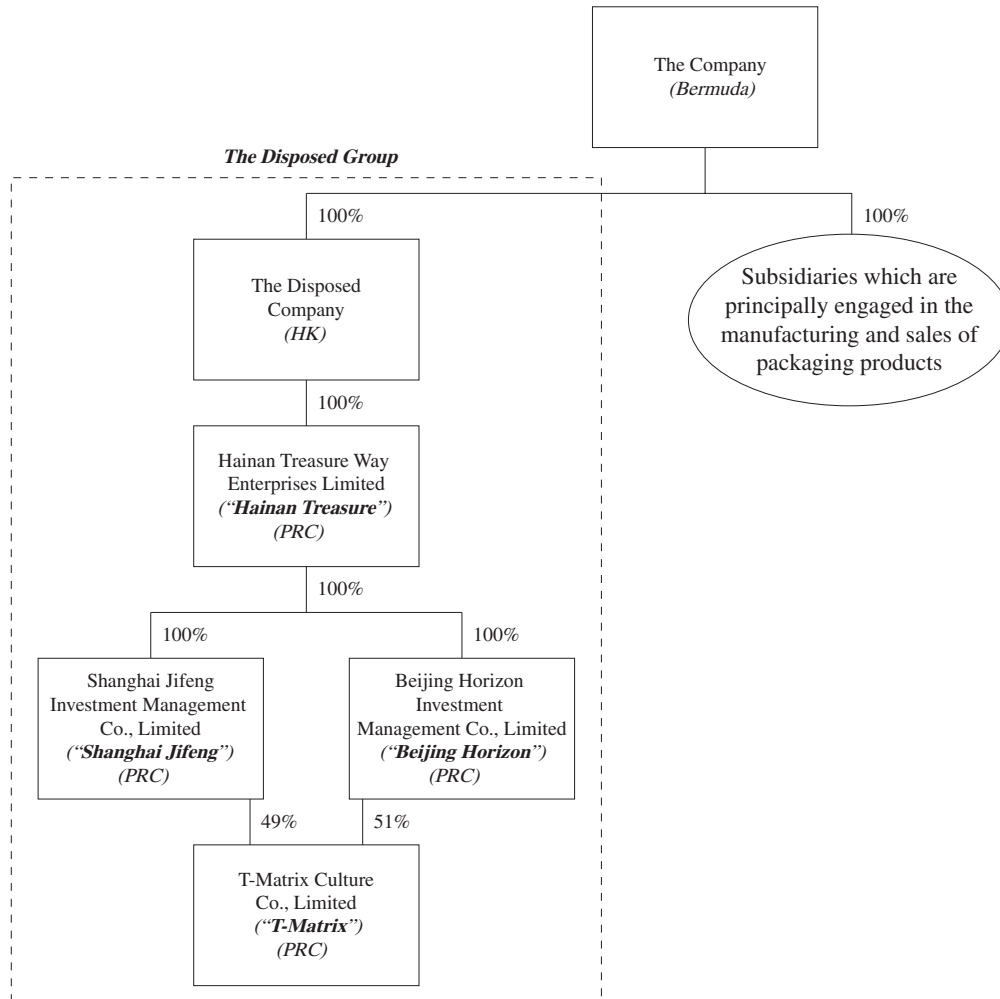 The Company
(Bermuda)
The Disposed Group
100%
100%
The Disposed
Company
(HK)
Subsidiaries which are
principally engaged in the
manufacturing and sales of
packaging products
100%
Hainan Treasure Way
Enterprises Limited
(“Hainan Treasure”)
(PRC)
100%
100%
100%
Shanghai Jifeng
Investment Management
Co., Limited
(“Shanghai Jifeng”)
(PRC)
Beijing Horizon
Investment
Management Co., Limited
(“Beijing Horizon”)
(PRC)
49%
51%
T-Matrix Culture
Co., Limited
(“T-Matrix”)
(PRC)